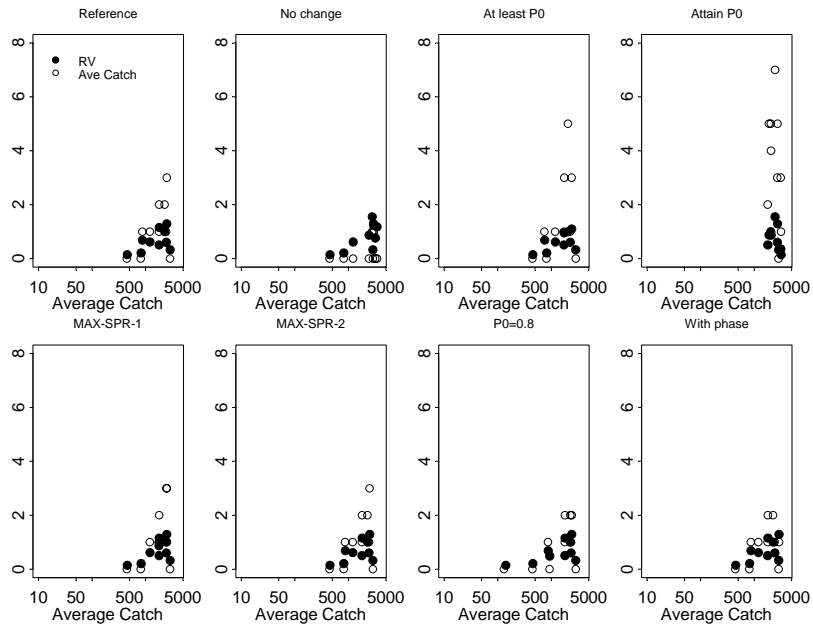 Reference No change At least P0 Attain P0
8 8 8 8
RV
Ave Catch
6 6 6 6
4 4 4 4
2 2 2 2
0 0 0 0
10 50 500 5000 10 50 500 5000 10 50 500 5000 10 50 500 5000
Average Catch Average Catch Average Catch Average Catch
MAX-SPR-1 MAX-SPR-2 P0=0.8 With phase
8 8 8 8
6 6 6 6
4 4 4 4
2 2 2 2
0 0 0 0
10 50 500 5000 10 50 500 5000 10 50 500 5000 10 50 500 5000
Average Catch Average Catch Average Catch Average Catch